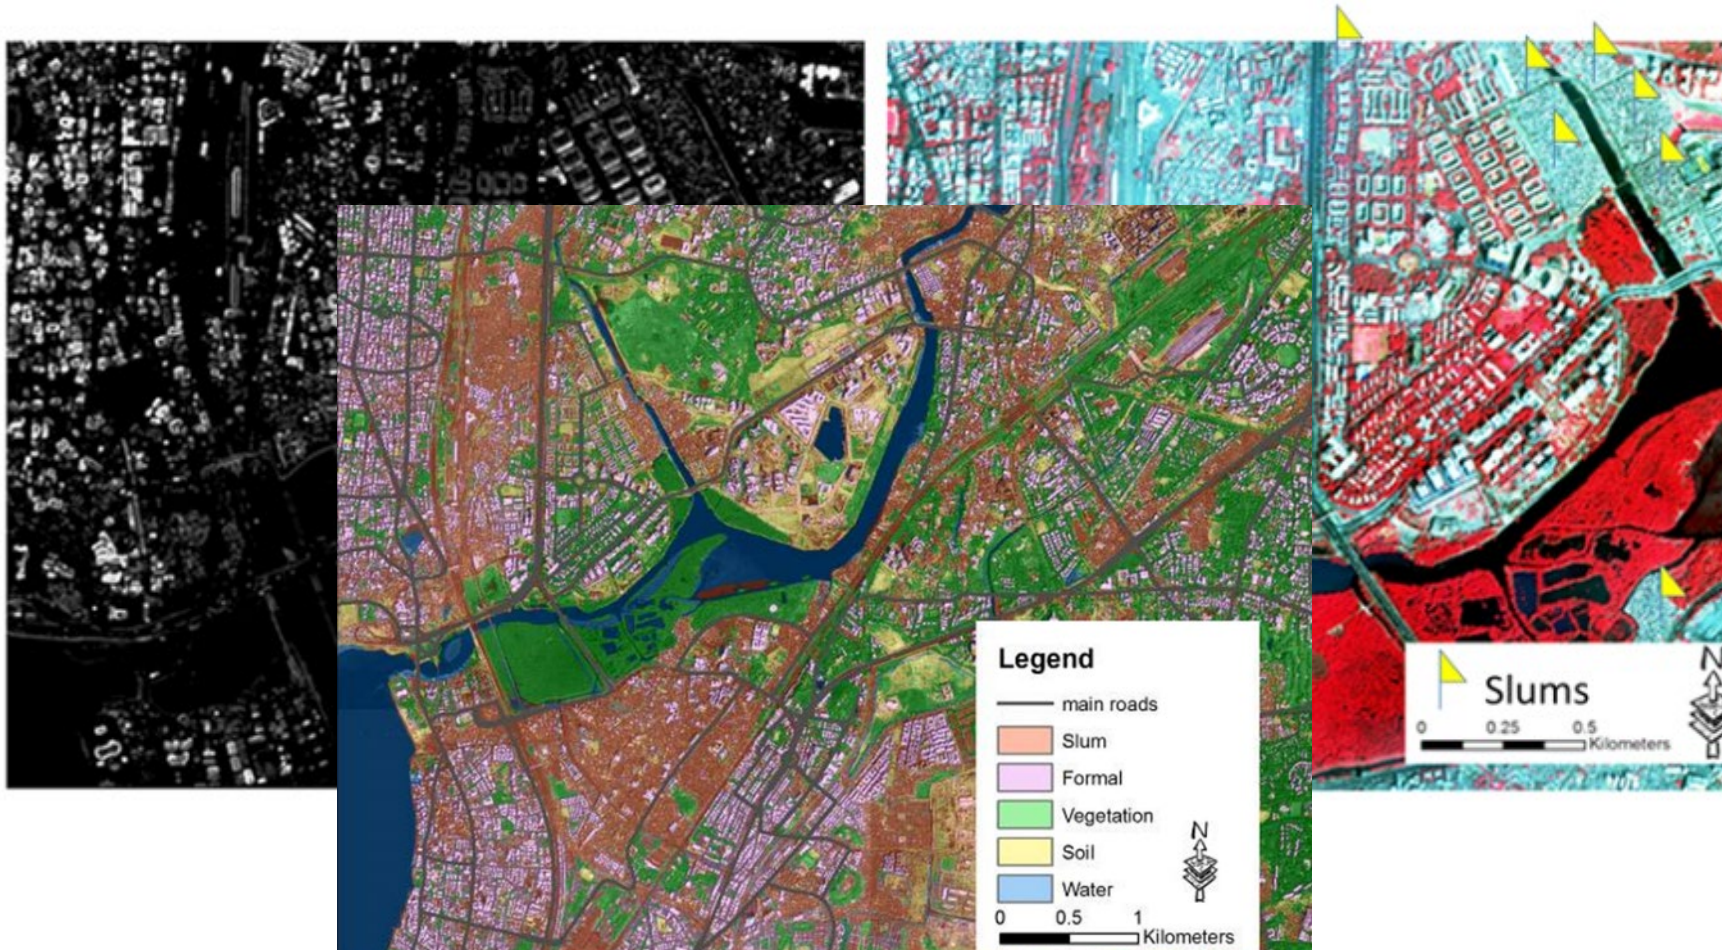 Legend
main roads
Slum
Formal
Vegetation
Soil
Water
N
0 0.5 1
Kilometers
Slums
N
0 0.25 0.5
Kilometers